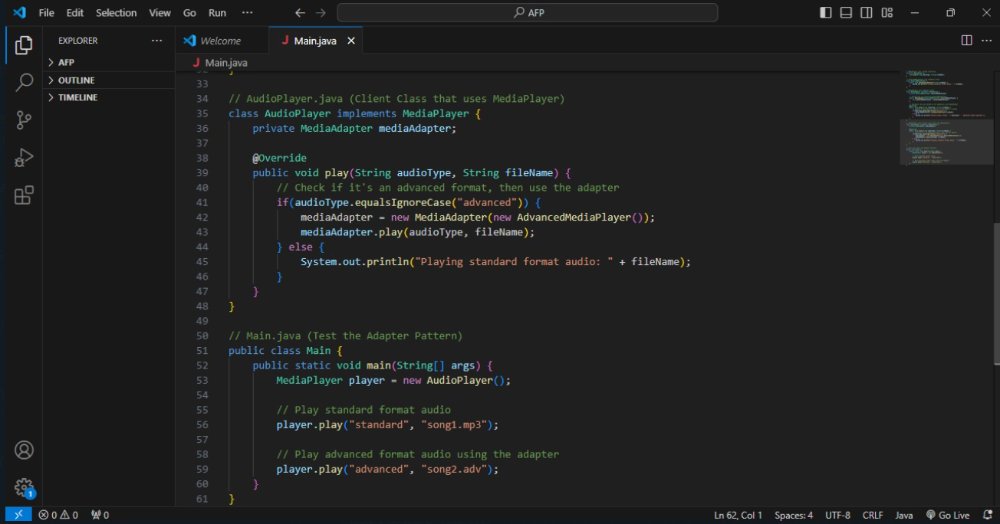 File Edit Selection View Go Run ··· AFP
EXPLORER ···
AFP
OUTLINE
TIMELINE
Welcome Main.java
Main.java
32 }
33
34 // AudioPlayer.java (Client Class that uses MediaPlayer)
35 class AudioPlayer implements MediaPlayer {
36 private MediaAdapter mediaAdapter;
37
38 @Override
39 public void play(String audioType, String fileName) {
40 // Check if it's an advanced format, then use the adapter
41 if(audioType.equalsIgnoreCase("advanced")) {
42 mediaAdapter = new MediaAdapter(new AdvancedMediaPlayer());
43 mediaAdapter.play(audioType, fileName);
44 } else {
45 System.out.println("Playing standard format audio: " + fileName);
46 }
47 }
48 }
49
50 // Main.java (Test the Adapter Pattern)
51 public class Main {
52 public static void main(String[] args) {
53 MediaPlayer player = new AudioPlayer();
54
55 // Play standard format audio
56 player.play("standard", "song1.mp3");
57
58 // Play advanced format audio using the adapter
59 player.play("advanced", "song2.adv");
60 }
61 }
1
0 0 0 Ln 62, Col 1 Spaces: 4 UTF-8 CRLF Java Go Live